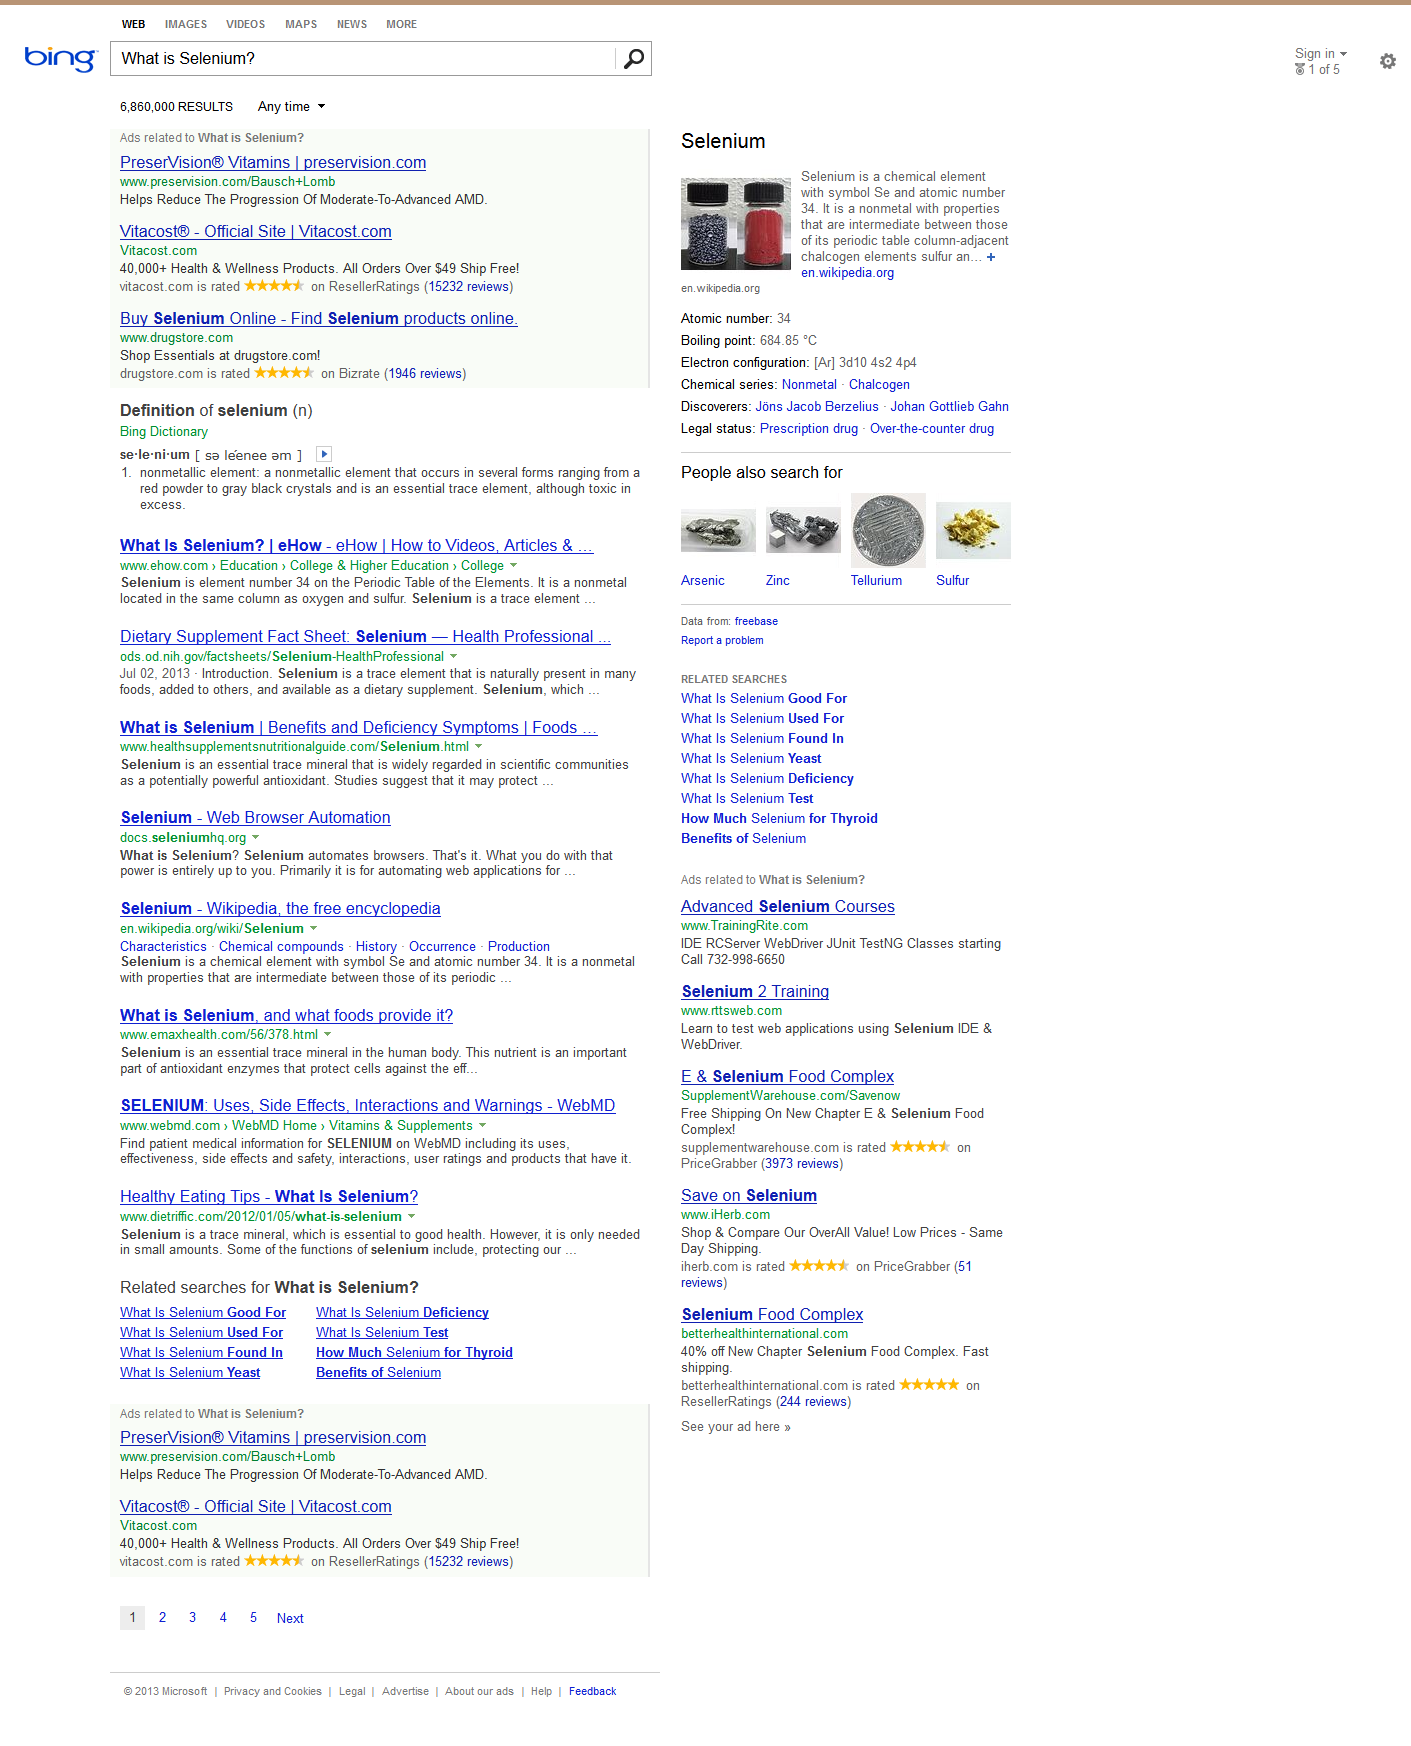 WEB IMAGES VIDEOS MAPS NEWS MORE
bing
What is Selenium?
Sign in
1 of 5
6,860,000 RESULTS Any time
Ads related to What is Selenium?
PreserVision® Vitamins | preservision.com
www.preservision.com/Bausch+Lomb
Helps Reduce The Progression Of Moderate-To-Advanced AMD.
Vitacost® - Official Site | Vitacost.com
Vitacost.com
40,000+ Health & Wellness Products. All Orders Over $49 Ship Free!
vitacost.com is rated on ResellerRatings (15232 reviews)
Buy Selenium Online - Find Selenium products online.
www.drugstore.com
Shop Essentials at drugstore.com!
drugstore.com is rated on Bizrate (1946 reviews)
Definition of selenium (n)
Bing Dictionary
se·le·ni·um [ sə léėnee əm ]
1. nonmetallic element: a nonmetallic element that occurs in several forms ranging from a
red powder to gray black crystals and is an essential trace element, although toxic in
excess.
What Is Selenium? | eHow - eHow | How to Videos, Articles & ...
www.ehow.com › Education › College & Higher Education › College
Selenium is element number 34 on the Periodic Table of the Elements. It is a nonmetal
located in the same column as oxygen and sulfur. Selenium is a trace element ...
Dietary Supplement Fact Sheet: Selenium — Health Professional ...
ods.od.nih.gov/factsheets/Selenium-HealthProfessional
Jul 02, 2013 · Introduction. Selenium is a trace element that is naturally present in many
foods, added to others, and available as a dietary supplement. Selenium, which ...
What is Selenium | Benefits and Deficiency Symptoms | Foods ...
www.healthsupplementsnutritionalguide.com/Selenium.html
Selenium is an essential trace mineral that is widely regarded in scientific communities
as a potentially powerful antioxidant. Studies suggest that it may protect ...
Selenium - Web Browser Automation
docs.seleniumhq.org
What is Selenium? Selenium automates browsers. That's it. What you do with that
power is entirely up to you. Primarily it is for automating web applications for ...
Selenium - Wikipedia, the free encyclopedia
en.wikipedia.org/wiki/Selenium
Characteristics · Chemical compounds · History · Occurrence · Production
Selenium is a chemical element with symbol Se and atomic number 34. It is a nonmetal
with properties that are intermediate between those of its periodic ...
What is Selenium, and what foods provide it?
www.emaxhealth.com/56/378.html
Selenium is an essential trace mineral in the human body. This nutrient is an important
part of antioxidant enzymes that protect cells against the eff...
SELENIUM: Uses, Side Effects, Interactions and Warnings - WebMD
www.webmd.com › WebMD Home › Vitamins & Supplements
Find patient medical information for SELENIUM on WebMD including its uses,
effectiveness, side effects and safety, interactions, user ratings and products that have it.
Healthy Eating Tips - What Is Selenium?
www.dietriffic.com/2012/01/05/what-is-selenium
Selenium is a trace mineral, which is essential to good health. However, it is only needed
in small amounts. Some of the functions of selenium include, protecting our ...
Related searches for What is Selenium?
What Is Selenium Good For What Is Selenium Deficiency
What Is Selenium Used For What Is Selenium Test
What Is Selenium Found In How Much Selenium for Thyroid
What Is Selenium Yeast Benefits of Selenium
Ads related to What is Selenium?
PreserVision® Vitamins | preservision.com
www.preservision.com/Bausch+Lomb
Helps Reduce The Progression Of Moderate-To-Advanced AMD.
Vitacost® - Official Site | Vitacost.com
Vitacost.com
40,000+ Health & Wellness Products. All Orders Over $49 Ship Free!
vitacost.com is rated on ResellerRatings (15232 reviews)
1 2 3 4 5 Next
Selenium
Selenium is a chemical element
with symbol Se and atomic number
34. It is a nonmetal with properties
that are intermediate between those
of its periodic table column-adjacent
chalcogen elements sulfur an... +
en.wikipedia.org
en.wikipedia.org
Atomic number: 34
Boiling point: 684.85 °C
Electron configuration: [Ar] 3d10 4s2 4p4
Chemical series: Nonmetal · Chalcogen
Discoverers: Jöns Jacob Berzelius · Johan Gottlieb Gahn
Legal status: Prescription drug · Over-the-counter drug
People also search for
Arsenic Zinc Tellurium Sulfur
Data from: freebase
Report a problem
RELATED SEARCHES
What Is Selenium Good For
What Is Selenium Used For
What Is Selenium Found In
What Is Selenium Yeast
What Is Selenium Deficiency
What Is Selenium Test
How Much Selenium for Thyroid
Benefits of Selenium
Ads related to What is Selenium?
Advanced Selenium Courses
www.TrainingRite.com
IDE RCServer WebDriver JUnit TestNG Classes starting
Call 732-998-6650
Selenium 2 Training
www.rttsweb.com
Learn to test web applications using Selenium IDE &
WebDriver.
E & Selenium Food Complex
SupplementWarehouse.com/Savenow
Free Shipping On New Chapter E & Selenium Food
Complex!
supplementwarehouse.com is rated on
PriceGrabber (3973 reviews)
Save on Selenium
www.iHerb.com
Shop & Compare Our OverAll Value! Low Prices - Same
Day Shipping.
iherb.com is rated on PriceGrabber (51
reviews)
Selenium Food Complex
betterhealthinternational.com
40% off New Chapter Selenium Food Complex. Fast
shipping.
betterhealthinternational.com is rated on
ResellerRatings (244 reviews)
See your ad here »
© 2013 Microsoft | Privacy and Cookies | Legal | Advertise | About our ads | Help | Feedback